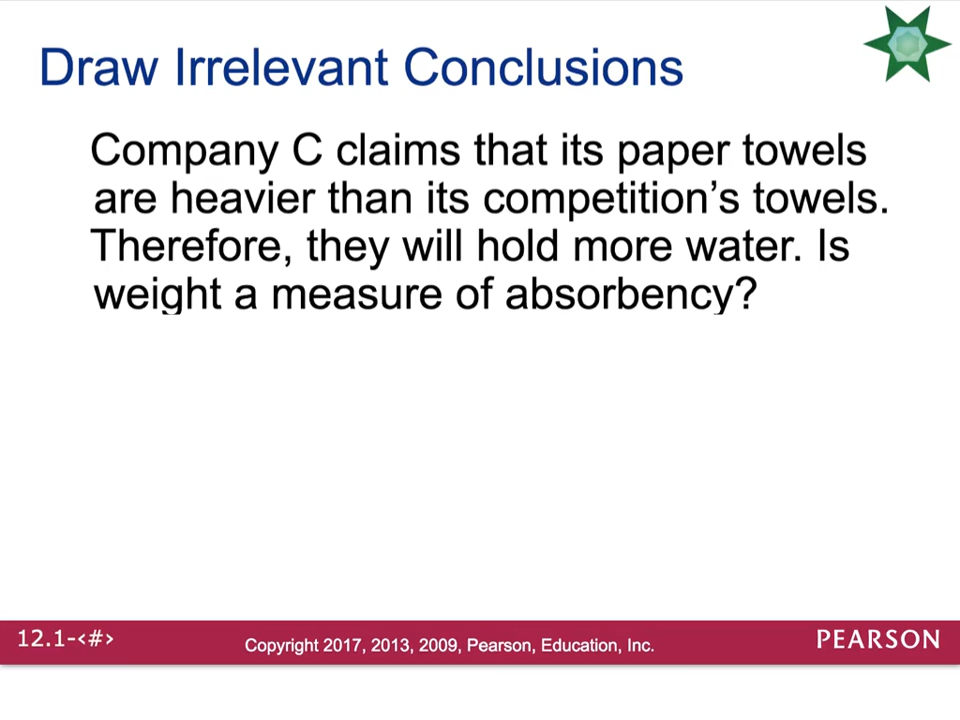 Draw Irrelevant Conclusions
Company C claims that its paper towels
are heavier than its competition’s towels.
Therefore, they will hold more water. Is
weight a measure of absorbency?
12.1-<#>
Copyright 2017, 2013, 2009, Pearson, Education, Inc.
PEARSON